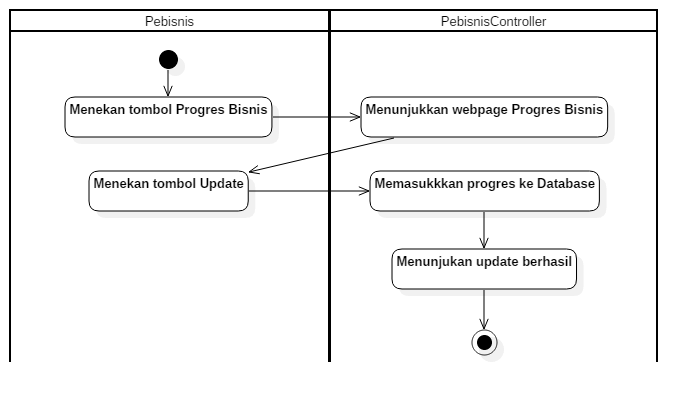 Pebisnis
PebisnisController
Menekan tombol Progres Bisnis
Menunjukkan webpage Progres Bisnis
Menekan tombol Update
Memasukkkan progres ke Database
Menunjukan update berhasil